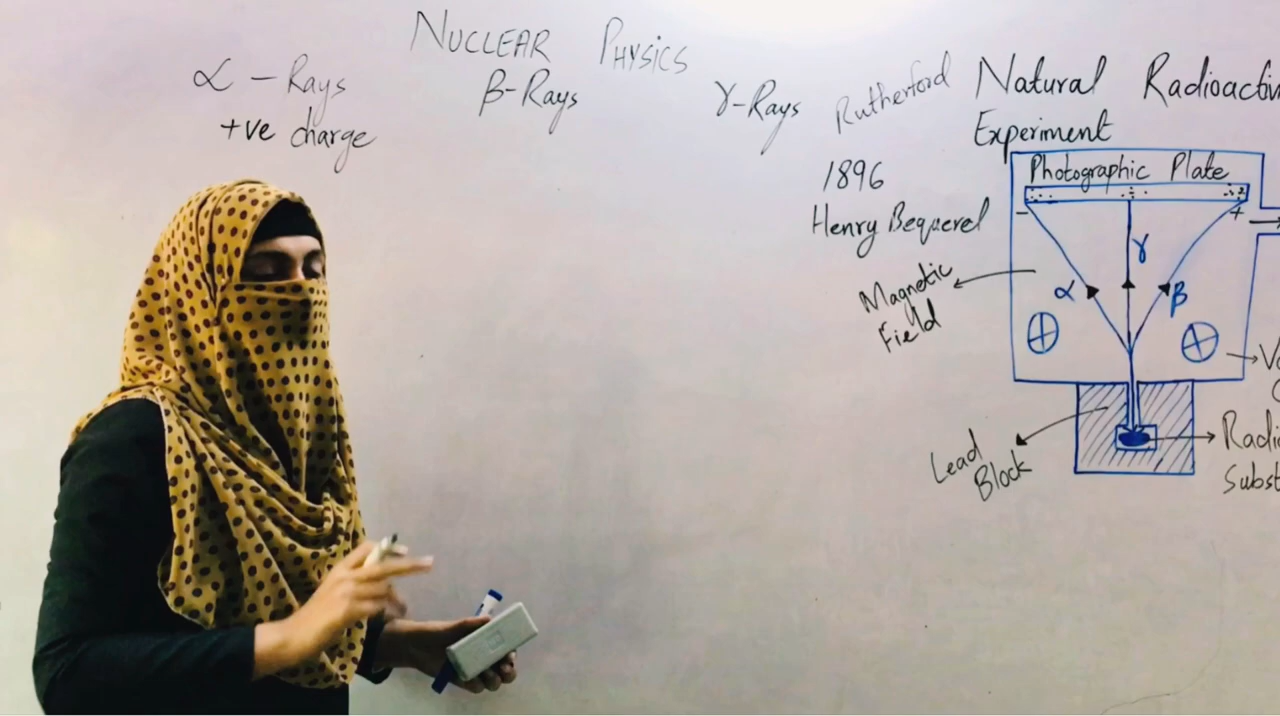 NUCLEAR PHYSICS
α - Rays
+ve charge
β-Rays
γ-Rays
Rutherford
1896
Henry Bequerel
Natural Radioactiv
Experiment
Photographic Plate
- +
α γ β
Magnetic
Field
Lead
Block
Radi
Subst